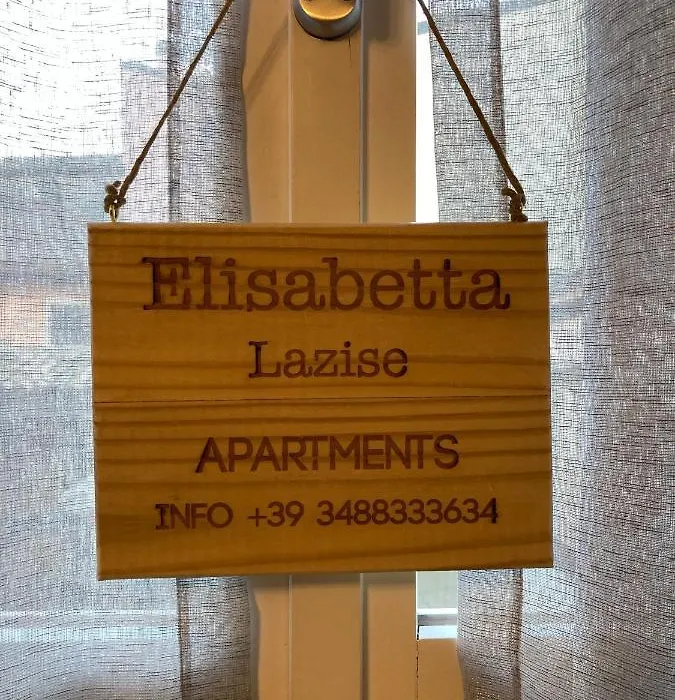 Elisabetta
Lazise
APARTMENTS
INFO +39 3488333634